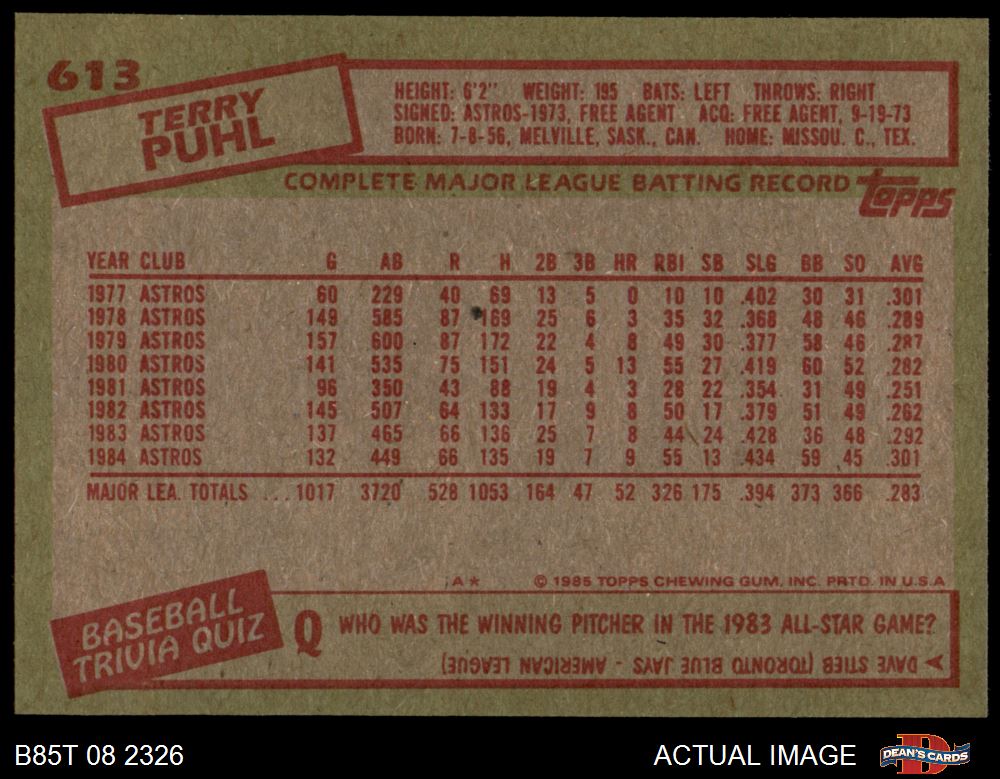 613
TERRY
PUHL
HEIGHT: 6'2" WEIGHT: 195 BATS: LEFT THROWS: RIGHT
SIGNED: ASTROS-1973, FREE AGENT ACQ: FREE AGENT, 9-19-73
BORN: 7-8-56, MELVILLE, SASK., CAN. HOME: MISSOU. C., TEX.
COMPLETE MAJOR LEAGUE BATTING RECORD topps
YEAR CLUB G AB R H 2B 3B HR RBI SB SLG BB SO AVG
1977 ASTROS 60 229 40 69 13 5 0 10 10 .402 30 31 .301
1978 ASTROS 149 585 87 169 25 6 3 35 32 .368 48 46 .289
1979 ASTROS 157 600 87 172 22 4 8 49 30 .377 58 46 .287
1980 ASTROS 141 535 75 151 24 5 13 55 27 .419 60 52 .282
1981 ASTROS 96 350 43 88 19 4 3 28 22 .354 31 49 .251
1982 ASTROS 145 507 64 133 17 9 8 50 17 .379 51 49 .262
1983 ASTROS 137 465 66 136 25 7 8 44 24 .428 36 48 .292
1984 ASTROS 132 449 66 135 19 7 9 55 13 .434 59 45 .301
MAJOR LEA. TOTALS ... 1017 3720 528 1053 164 47 52 326 175 .394 373 366 .283
A* © 1985 TOPPS CHEWING GUM, INC. PRTD. IN U.S.A
BASEBALL
TRIVIA QUIZ
Q WHO WAS THE WINNING PITCHER IN THE 1983 ALL-STAR GAME?
DAVE STIEB (TORONTO BLUE JAYS - AMERICAN LEAGUE)
B85T 08 2326
ACTUAL IMAGE
DEAN'S CARDS